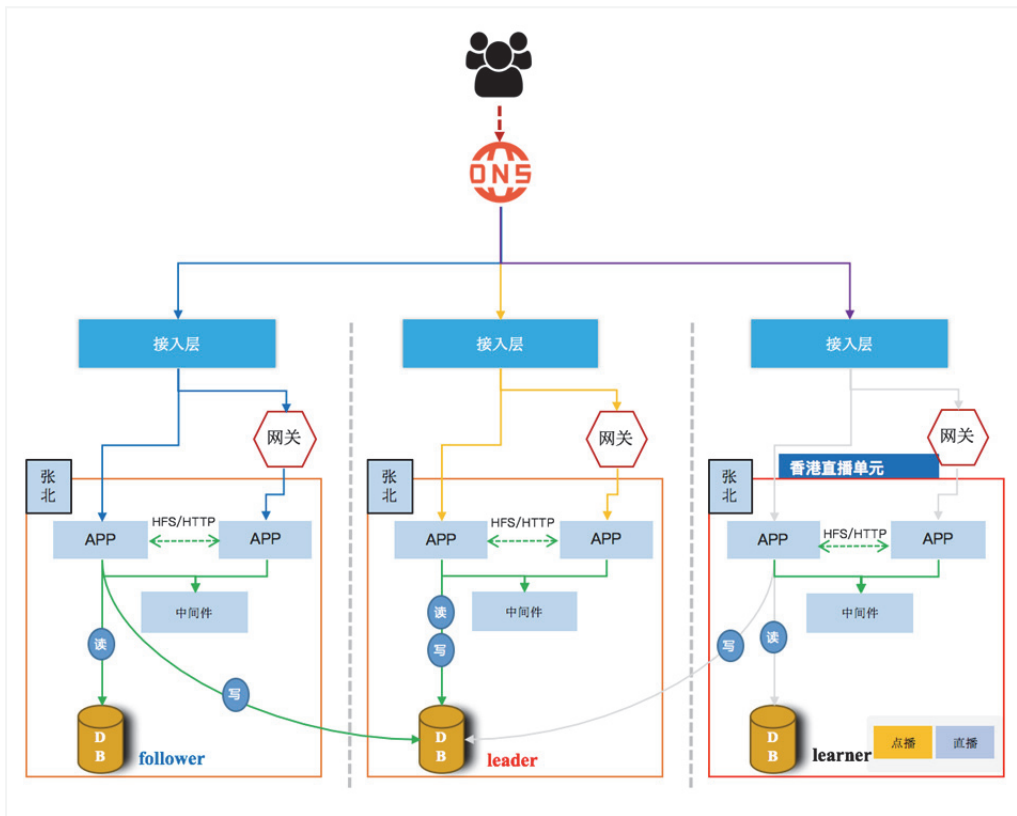 DNS
接入层
接入层
接入层
网关
网关
网关
张
北
张
北
香港直播单元
张
北
APP
HFS/HTTP
APP
APP
HFS/HTTP
APP
APP
HFS/HTTP
APP
中间件
中间件
中间件
读
读
写
写
读
写
D
B
follower
D
B
leader
D
B
learner
点播
直播